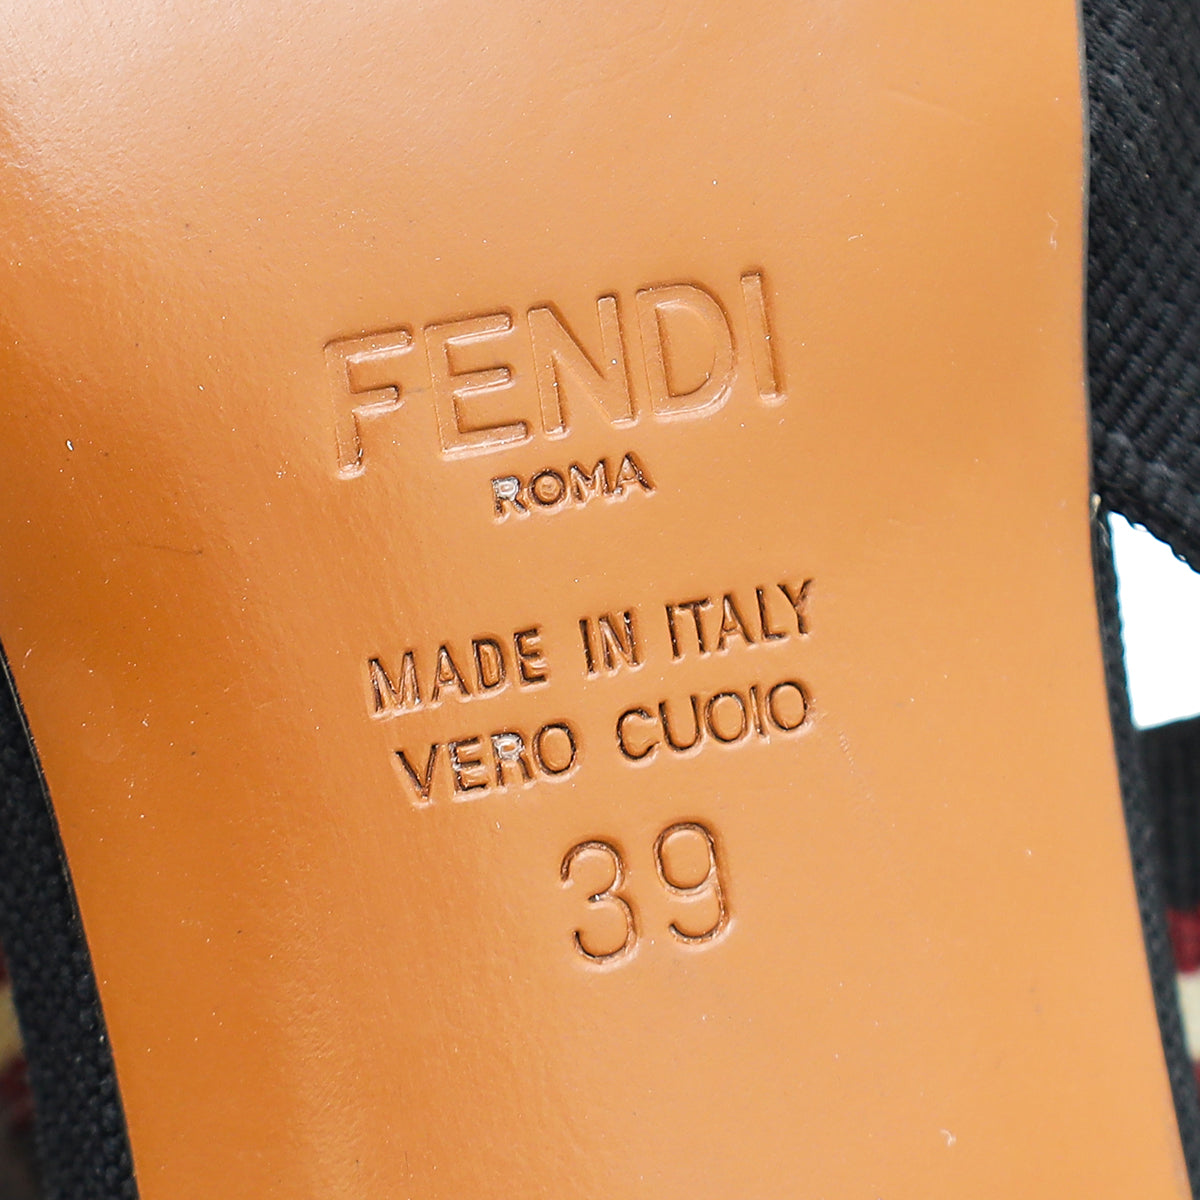 FENDI
ROMA
MADE IN ITALY
VERO CUOIO
39